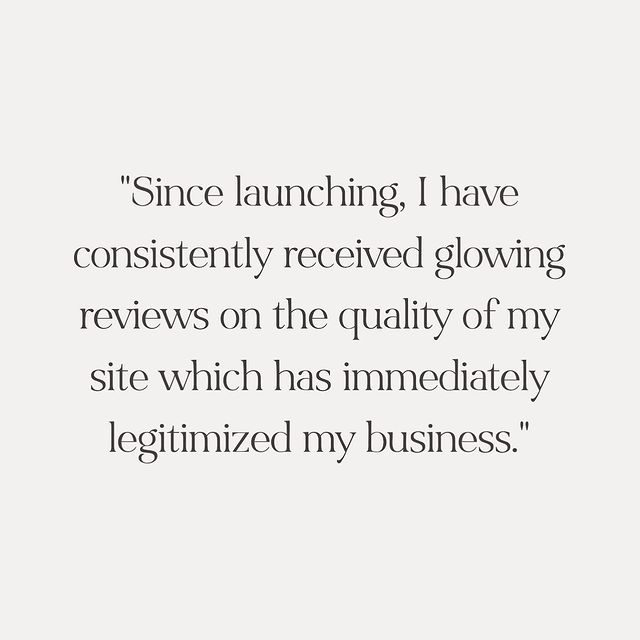 "Since launching, I have
consistently received glowing
reviews on the quality of my
site which has immediately
legitimized my business."